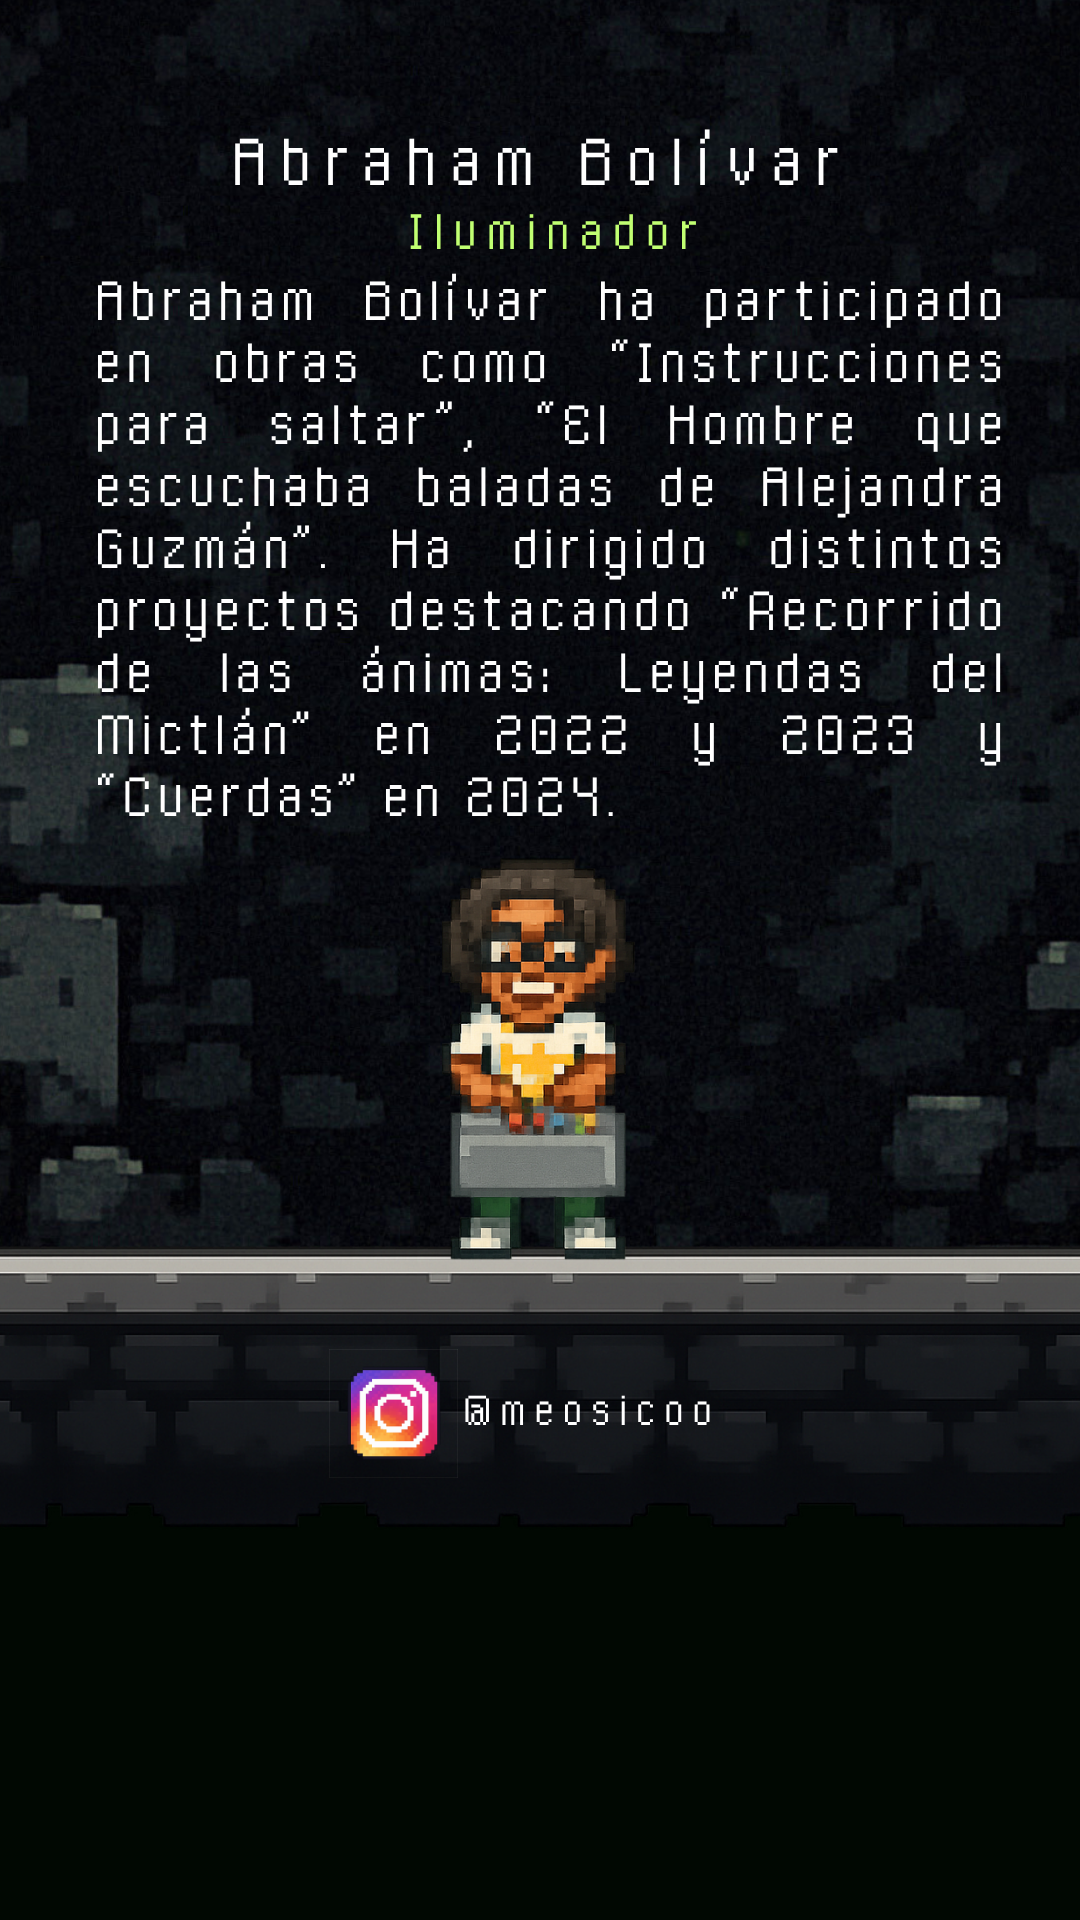 Abraham Bolívar
Iluminador
Abraham Bolívar ha participado
en obras como “Instrucciones
para saltar”, “El Hombre que
escuchaba baladas de Alejandra
Guzmán”. Ha dirigido distintos
proyectos destacando “Recorrido
de las ánimas: Leyendas del
Mictlán” en 2022 y 2023 y
“Cuerdas” en 2024.
@meosicoo